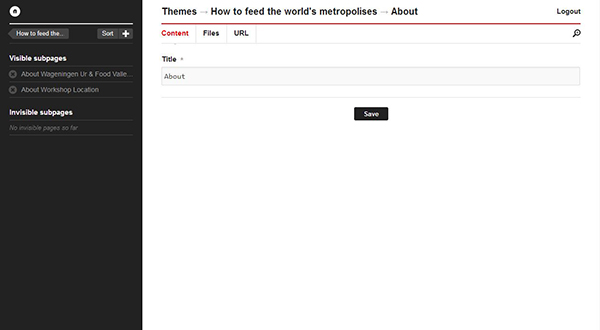 Themes → How to feed the world's metropolises → About
Logout
How to feed the...
Sort +
Content
Files
URL
Visible subpages
About Wageningen Ur & Food Valle...
About Workshop Location
Invisible subpages
No invisible pages so far
Title *
About
Save